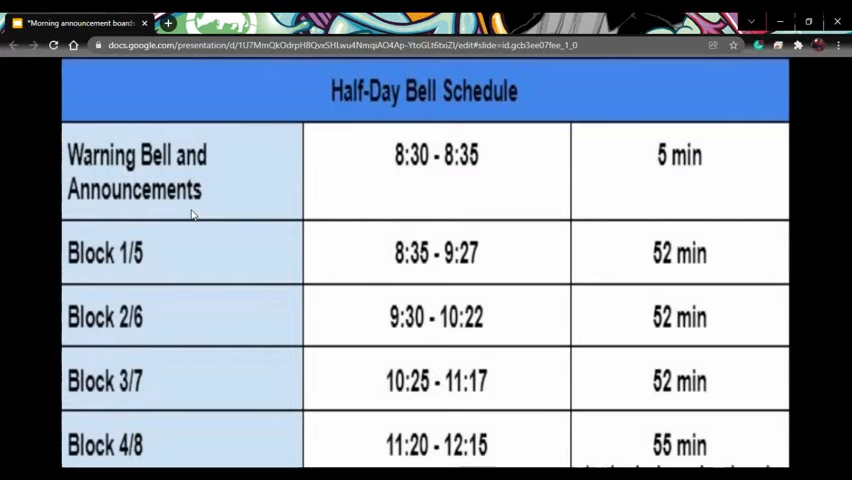 *Morning announcement boards
docs.google.com/presentation/d/1U7MmQkOdrpH8QvxSHLwu4NmqiAO4Ap-YtoGLt6txiZI/edit#slide=id.gcb3ee07fee_1_0
Half-Day Bell Schedule
Warning Bell and
Announcements
8:30 - 8:35
5 min
Block 1/5
8:35 - 9:27
52 min
Block 2/6
9:30 - 10:22
52 min
Block 3/7
10:25 - 11:17
52 min
Block 4/8
11:20 - 12:15
55 min